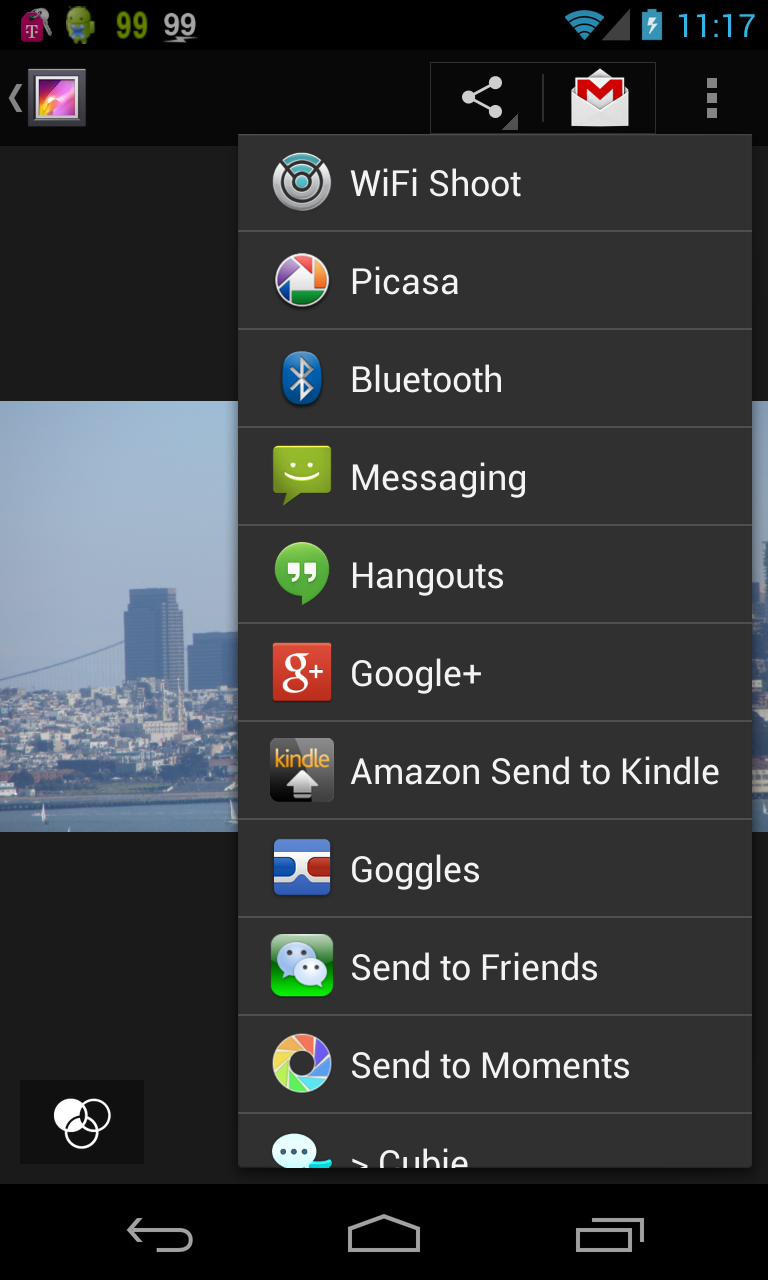 T 99 99 11:17
WiFi Shoot
Picasa
Bluetooth
Messaging
Hangouts
g+ Google+
kindle Amazon Send to Kindle
Goggles
Send to Friends
Send to Moments
> Cubie